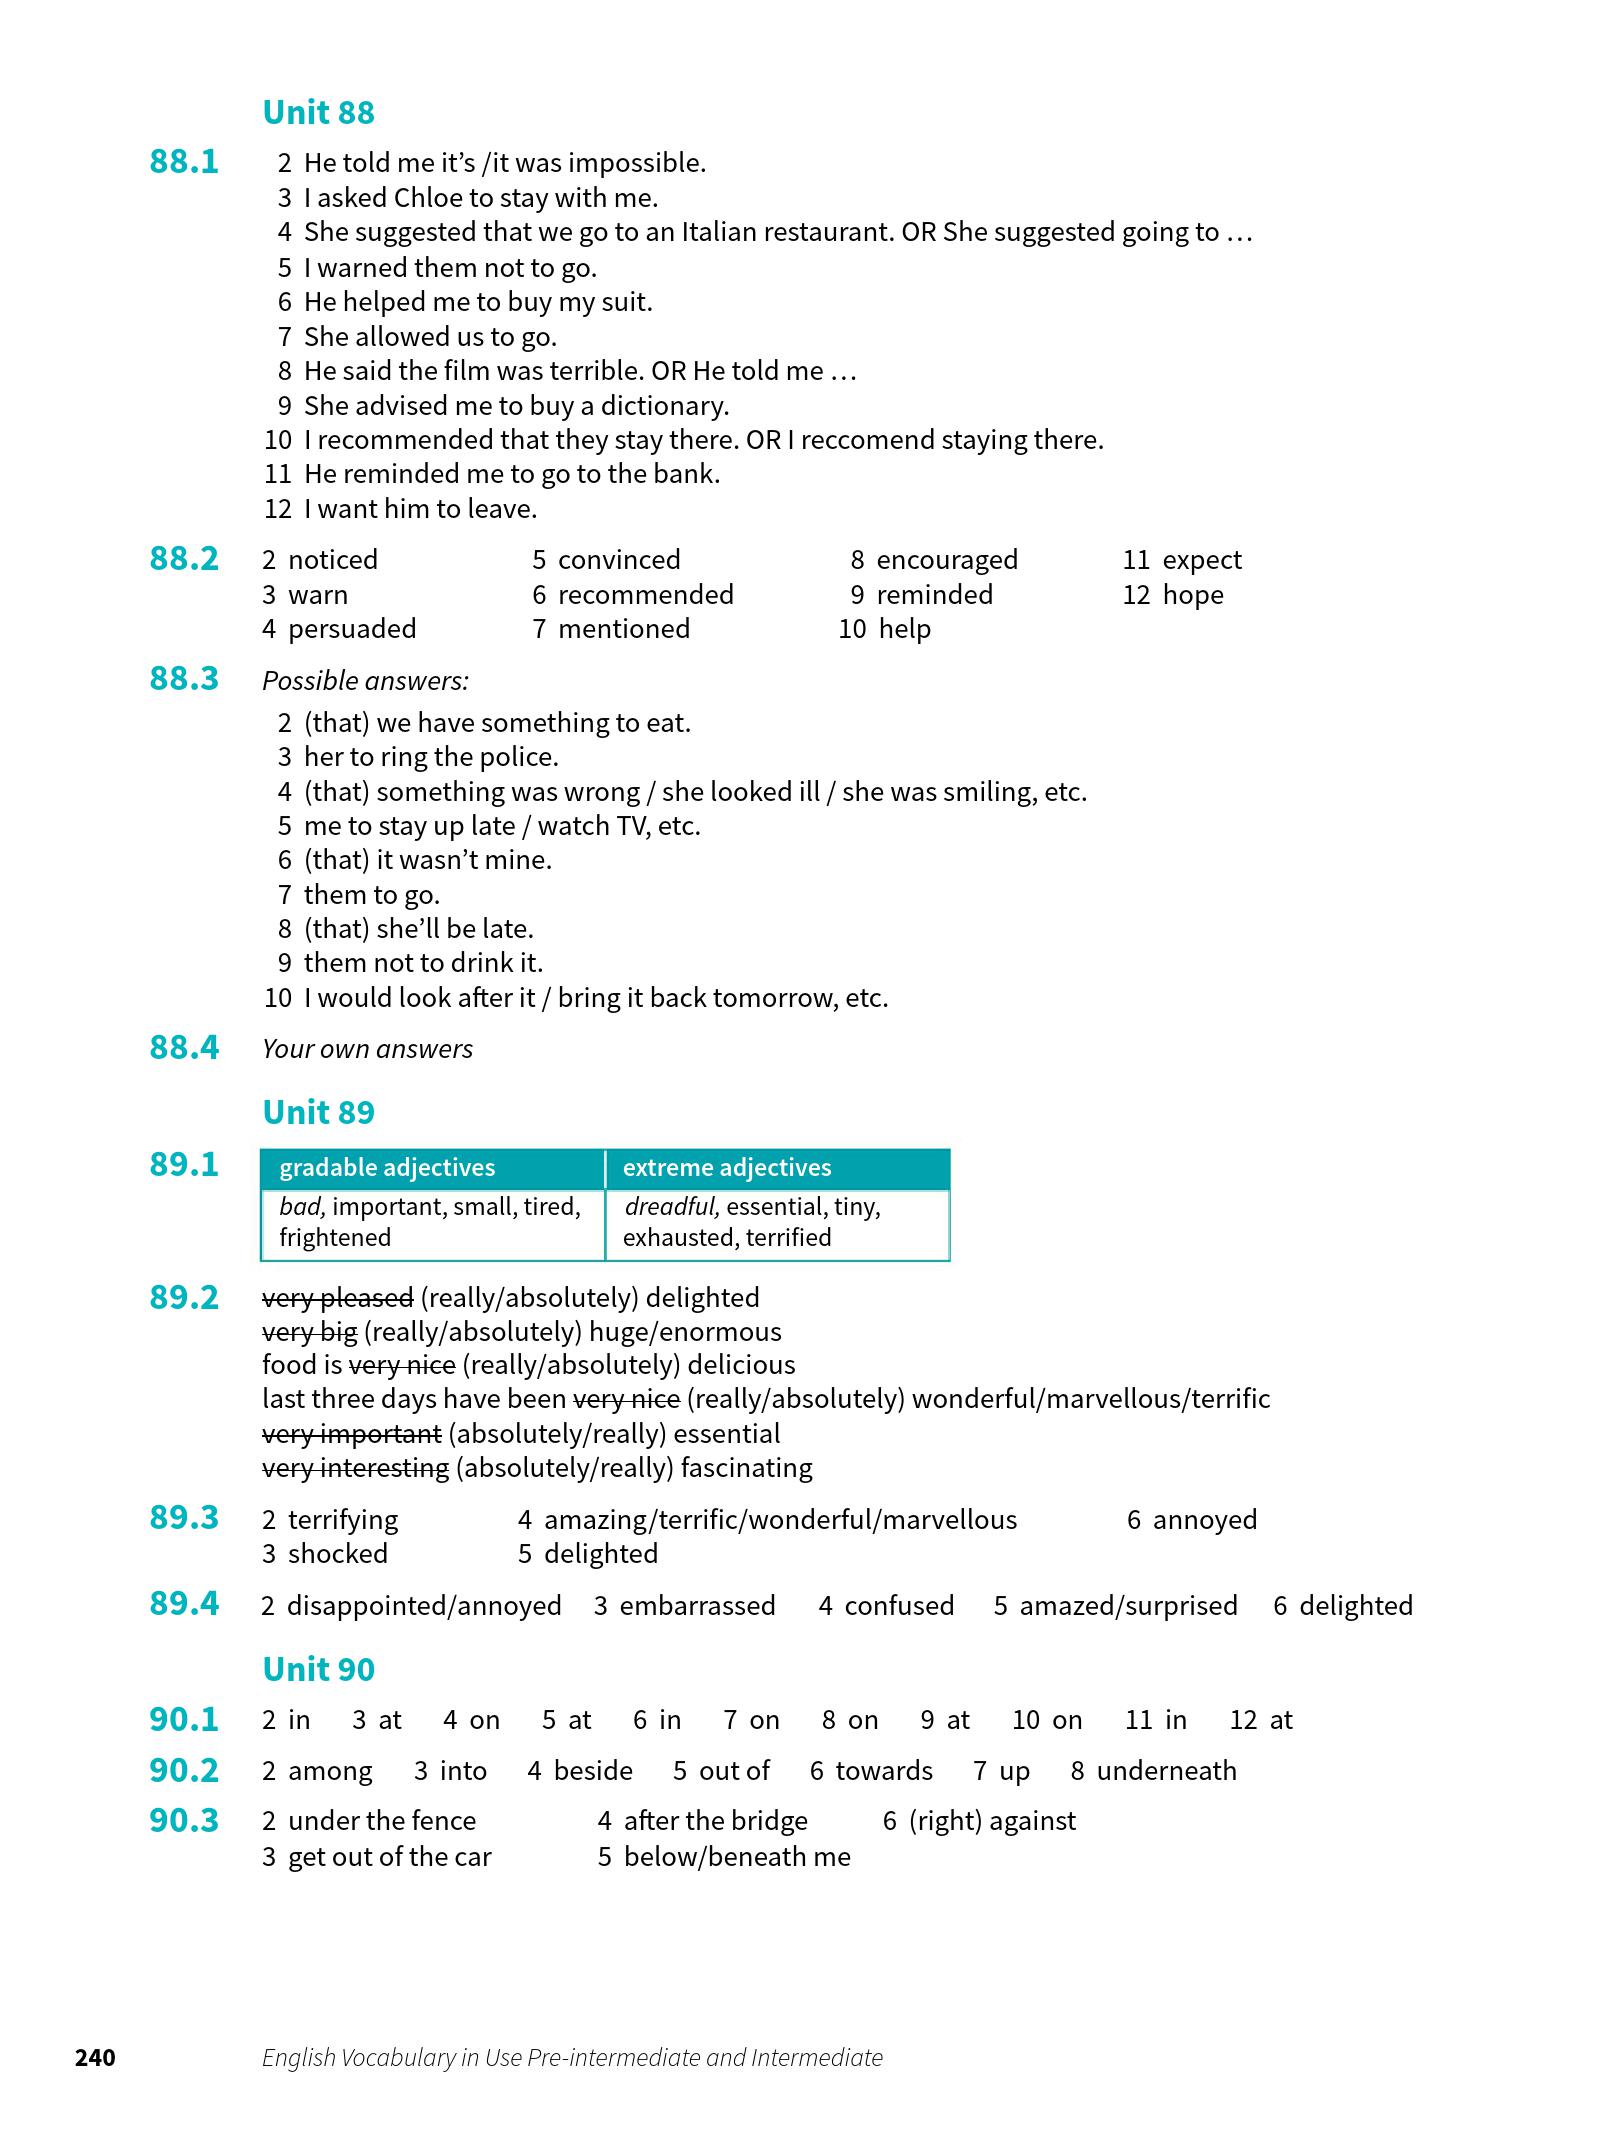 Unit 88
88.1 2 He told me it’s /it was impossible.
3 I asked Chloe to stay with me.
4 She suggested that we go to an Italian restaurant. OR She suggested going to …
5 I warned them not to go.
6 He helped me to buy my suit.
7 She allowed us to go.
8 He said the film was terrible. OR He told me …
9 She advised me to buy a dictionary.
10 I recommended that they stay there. OR I reccomend staying there.
11 He reminded me to go to the bank.
12 I want him to leave.
88.2 2 noticed 5 convinced 8 encouraged 11 expect
3 warn 6 recommended 9 reminded 12 hope
4 persuaded 7 mentioned 10 help
88.3 Possible answers:
2 (that) we have something to eat.
3 her to ring the police.
4 (that) something was wrong / she looked ill / she was smiling, etc.
5 me to stay up late / watch TV, etc.
6 (that) it wasn’t mine.
7 them to go.
8 (that) she’ll be late.
9 them not to drink it.
10 I would look after it / bring it back tomorrow, etc.
88.4 Your own answers
Unit 89
89.1 gradable adjectives extreme adjectives
bad, important, small, tired, dreadful, essential, tiny,
frightened exhausted, terrified
89.2 very pleased (really/absolutely) delighted
very big (really/absolutely) huge/enormous
food is very nice (really/absolutely) delicious
last three days have been very nice (really/absolutely) wonderful/marvellous/terrific
very important (absolutely/really) essential
very interesting (absolutely/really) fascinating
89.3 2 terrifying 4 amazing/terrific/wonderful/marvellous 6 annoyed
3 shocked 5 delighted
89.4 2 disappointed/annoyed 3 embarrassed 4 confused 5 amazed/surprised 6 delighted
Unit 90
90.1 2 in 3 at 4 on 5 at 6 in 7 on 8 on 9 at 10 on 11 in 12 at
90.2 2 among 3 into 4 beside 5 out of 6 towards 7 up 8 underneath
90.3 2 under the fence 4 after the bridge 6 (right) against
3 get out of the car 5 below/beneath me
240 English Vocabulary in Use Pre-intermediate and Intermediate